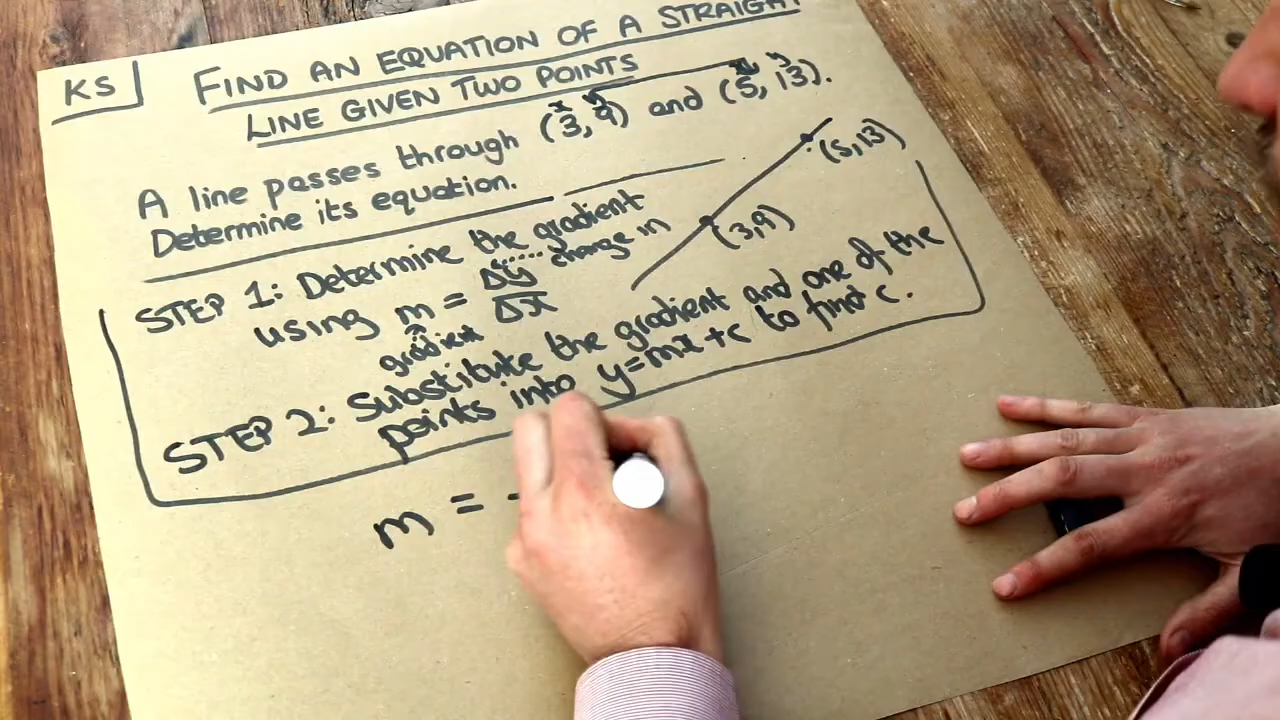 KS
FIND AN EQUATION OF A STRAIGHT
LINE GIVEN TWO POINTS
x y x y
A line passes through (3, 9) and (5, 13).
Determine its equation.
(5, 13)
(3, 9)
STEP 1: Determine the gradient
using m = Δy/Δx change in
gradient
STEP 2: Substitute the gradient and one of the
points into y=mx+c to find c.
m =